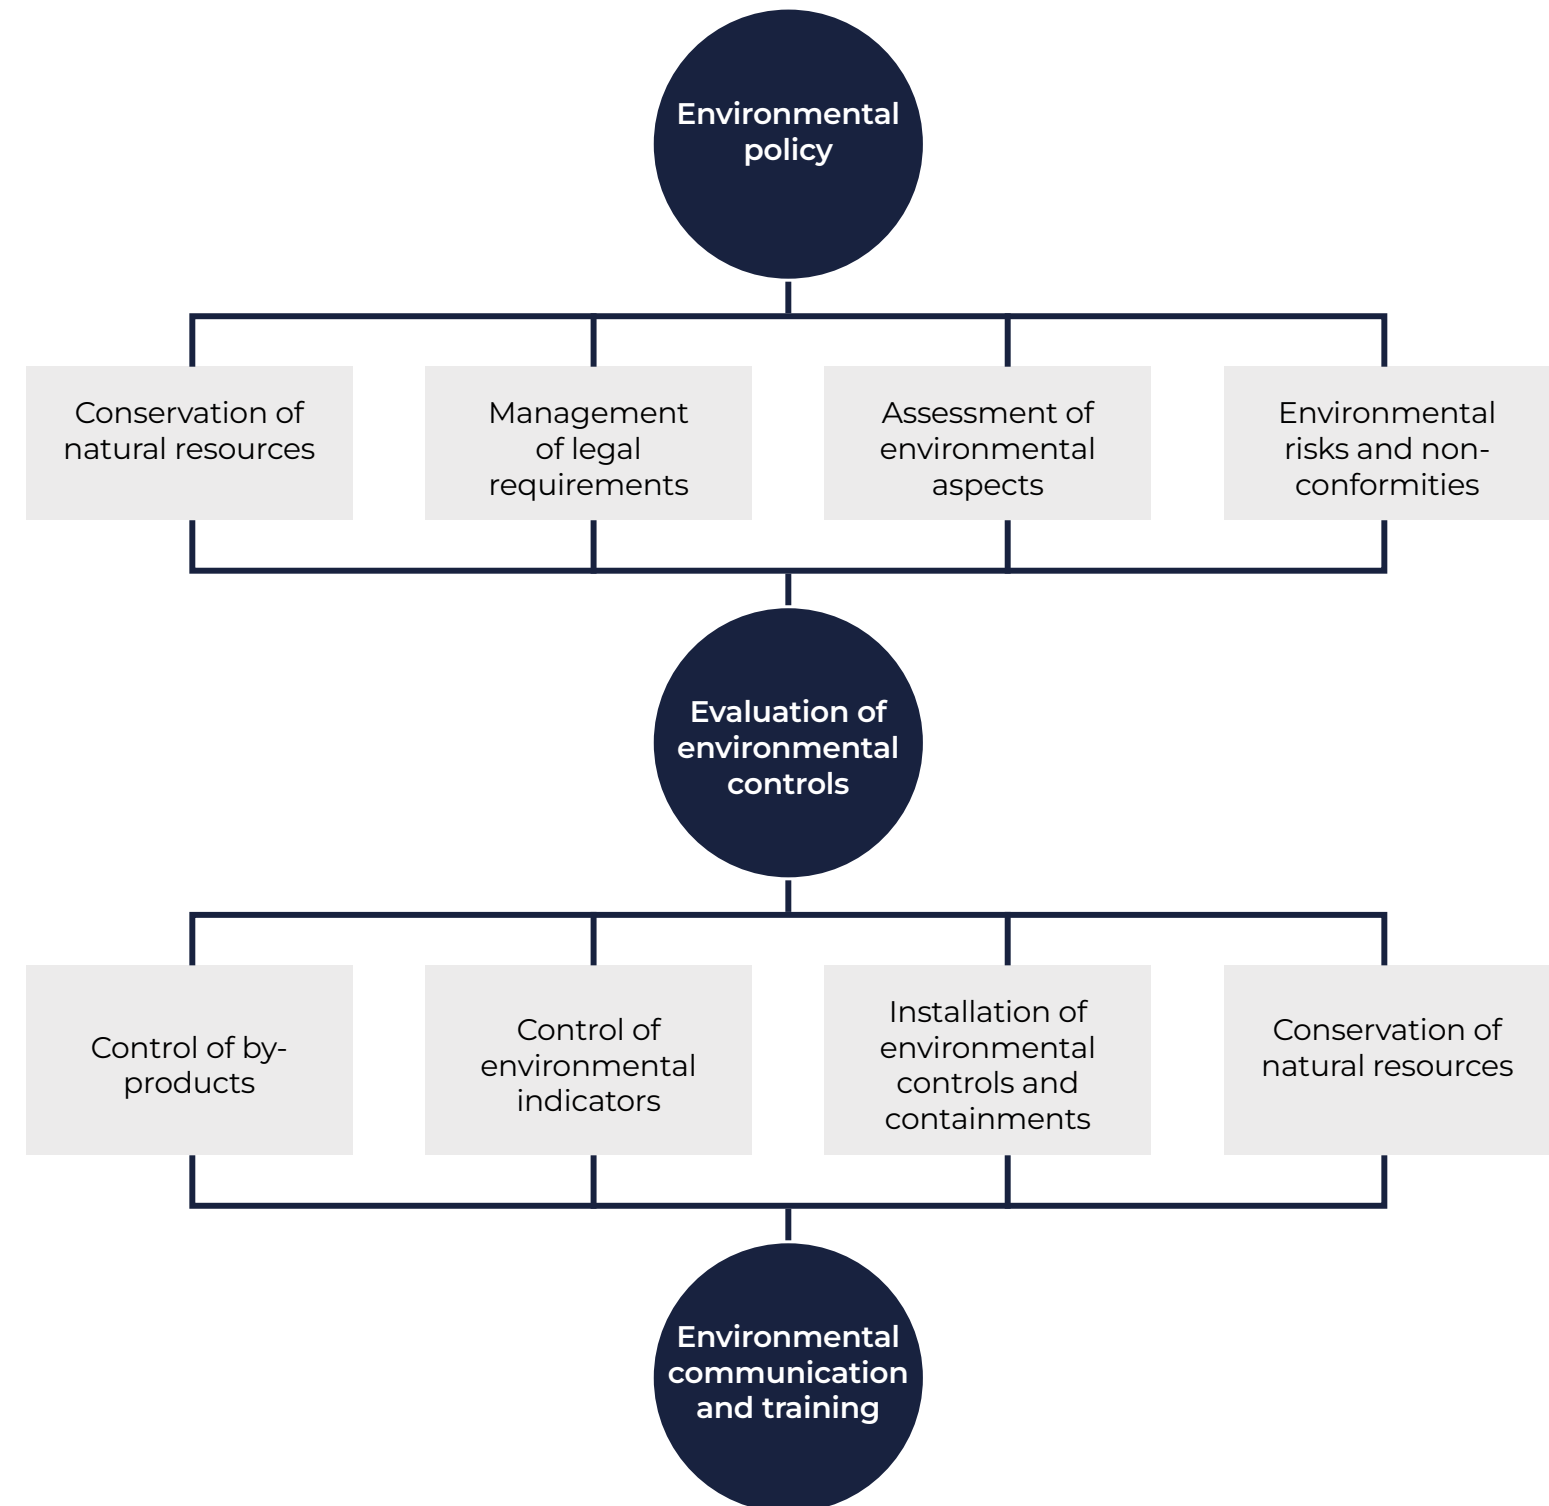 Environmental
policy
Conservation of
natural resources
Management
of legal
requirements
Assessment of
environmental
aspects
Environmental
risks and non-
conformities
Evaluation of
environmental
controls
Control of by-
products
Control of
environmental
indicators
Installation of
environmental
controls and
containments
Conservation of
natural resources
Environmental
communication
and training